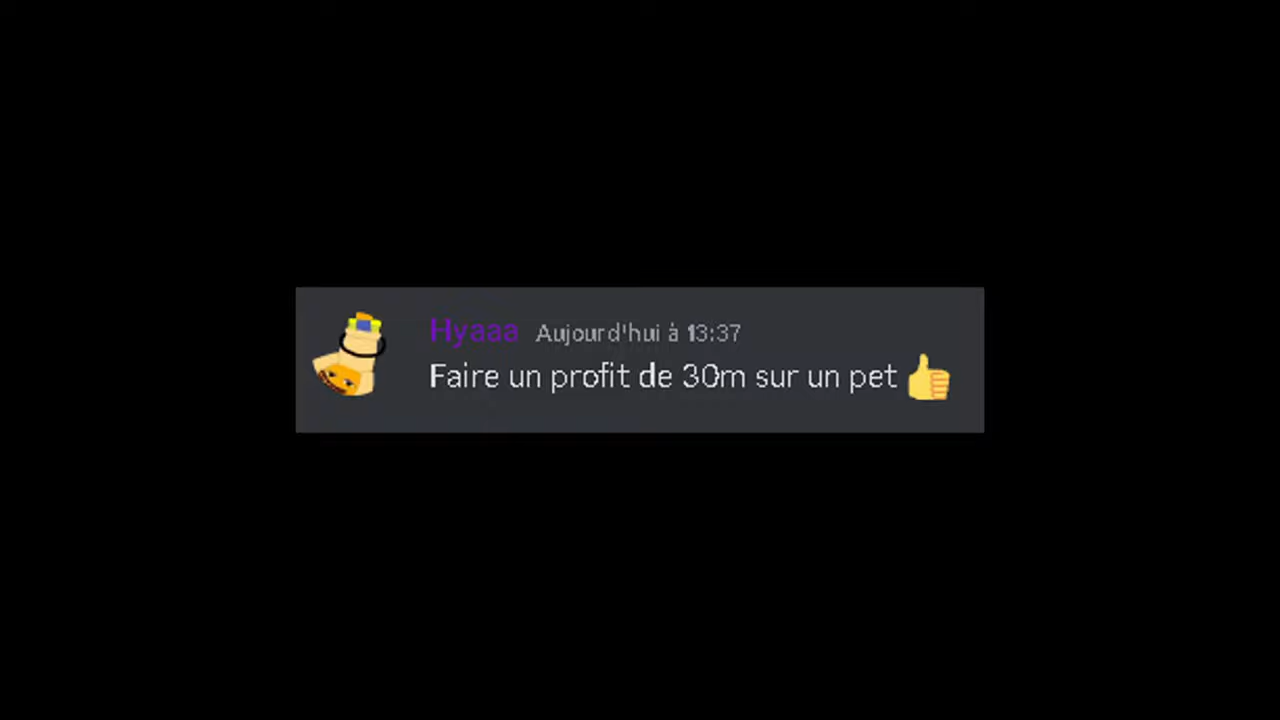 Hyaaa Aujourd'hui à 13:37
Faire un profit de 30m sur un pet 👍